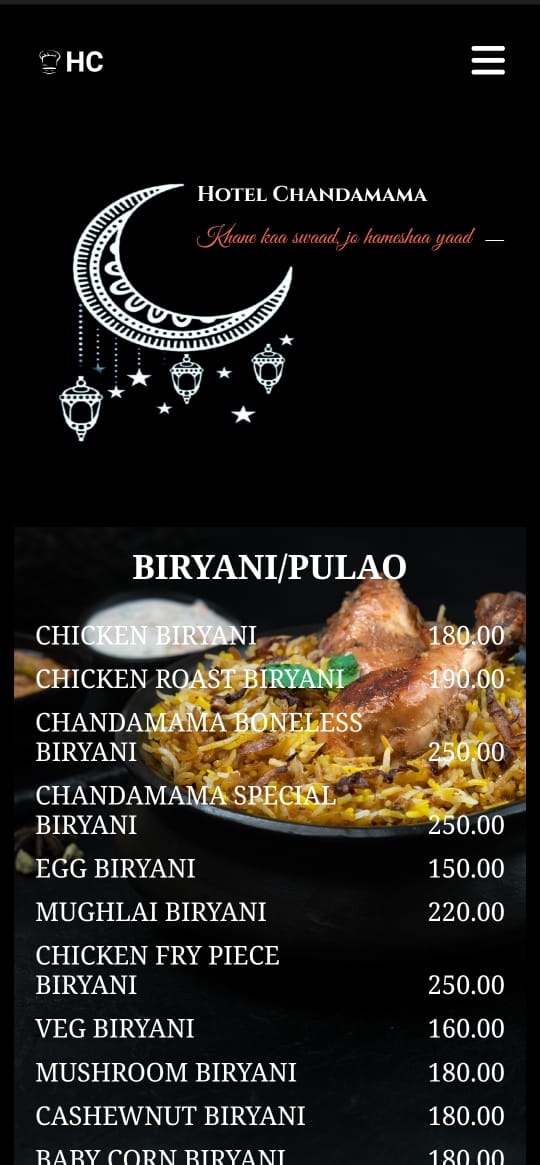 HC
HOTEL CHANDAMAMA
Khane kaa swaad, jo hameshaa yaad
BIRYANI/PULAO
CHICKEN BIRYANI 180.00
CHICKEN ROAST BIRYANI 190.00
CHANDAMAMA BONELESS
BIRYANI 250.00
CHANDAMAMA SPECIAL
BIRYANI 250.00
EGG BIRYANI 150.00
MUGHLAI BIRYANI 220.00
CHICKEN FRY PIECE
BIRYANI 250.00
VEG BIRYANI 160.00
MUSHROOM BIRYANI 180.00
CASHEWNUT BIRYANI 180.00
BABY CORN BIRYANI 180.00